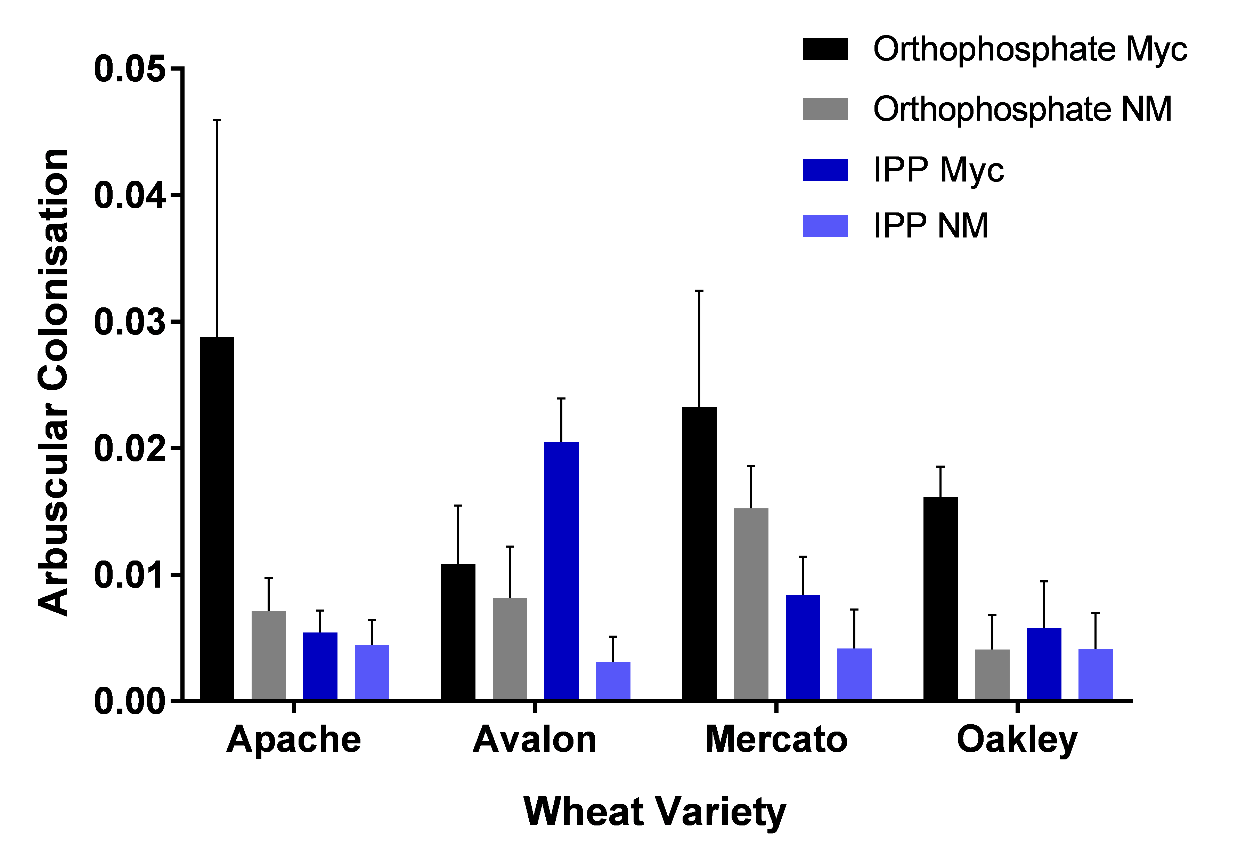 Orthophosphate Myc
Orthophosphate NM
IPP Myc
IPP NM
0.05
0.04
0.03
0.02
0.01
0.00
Arbuscular Colonisation
Apache Avalon Mercato Oakley
Wheat Variety